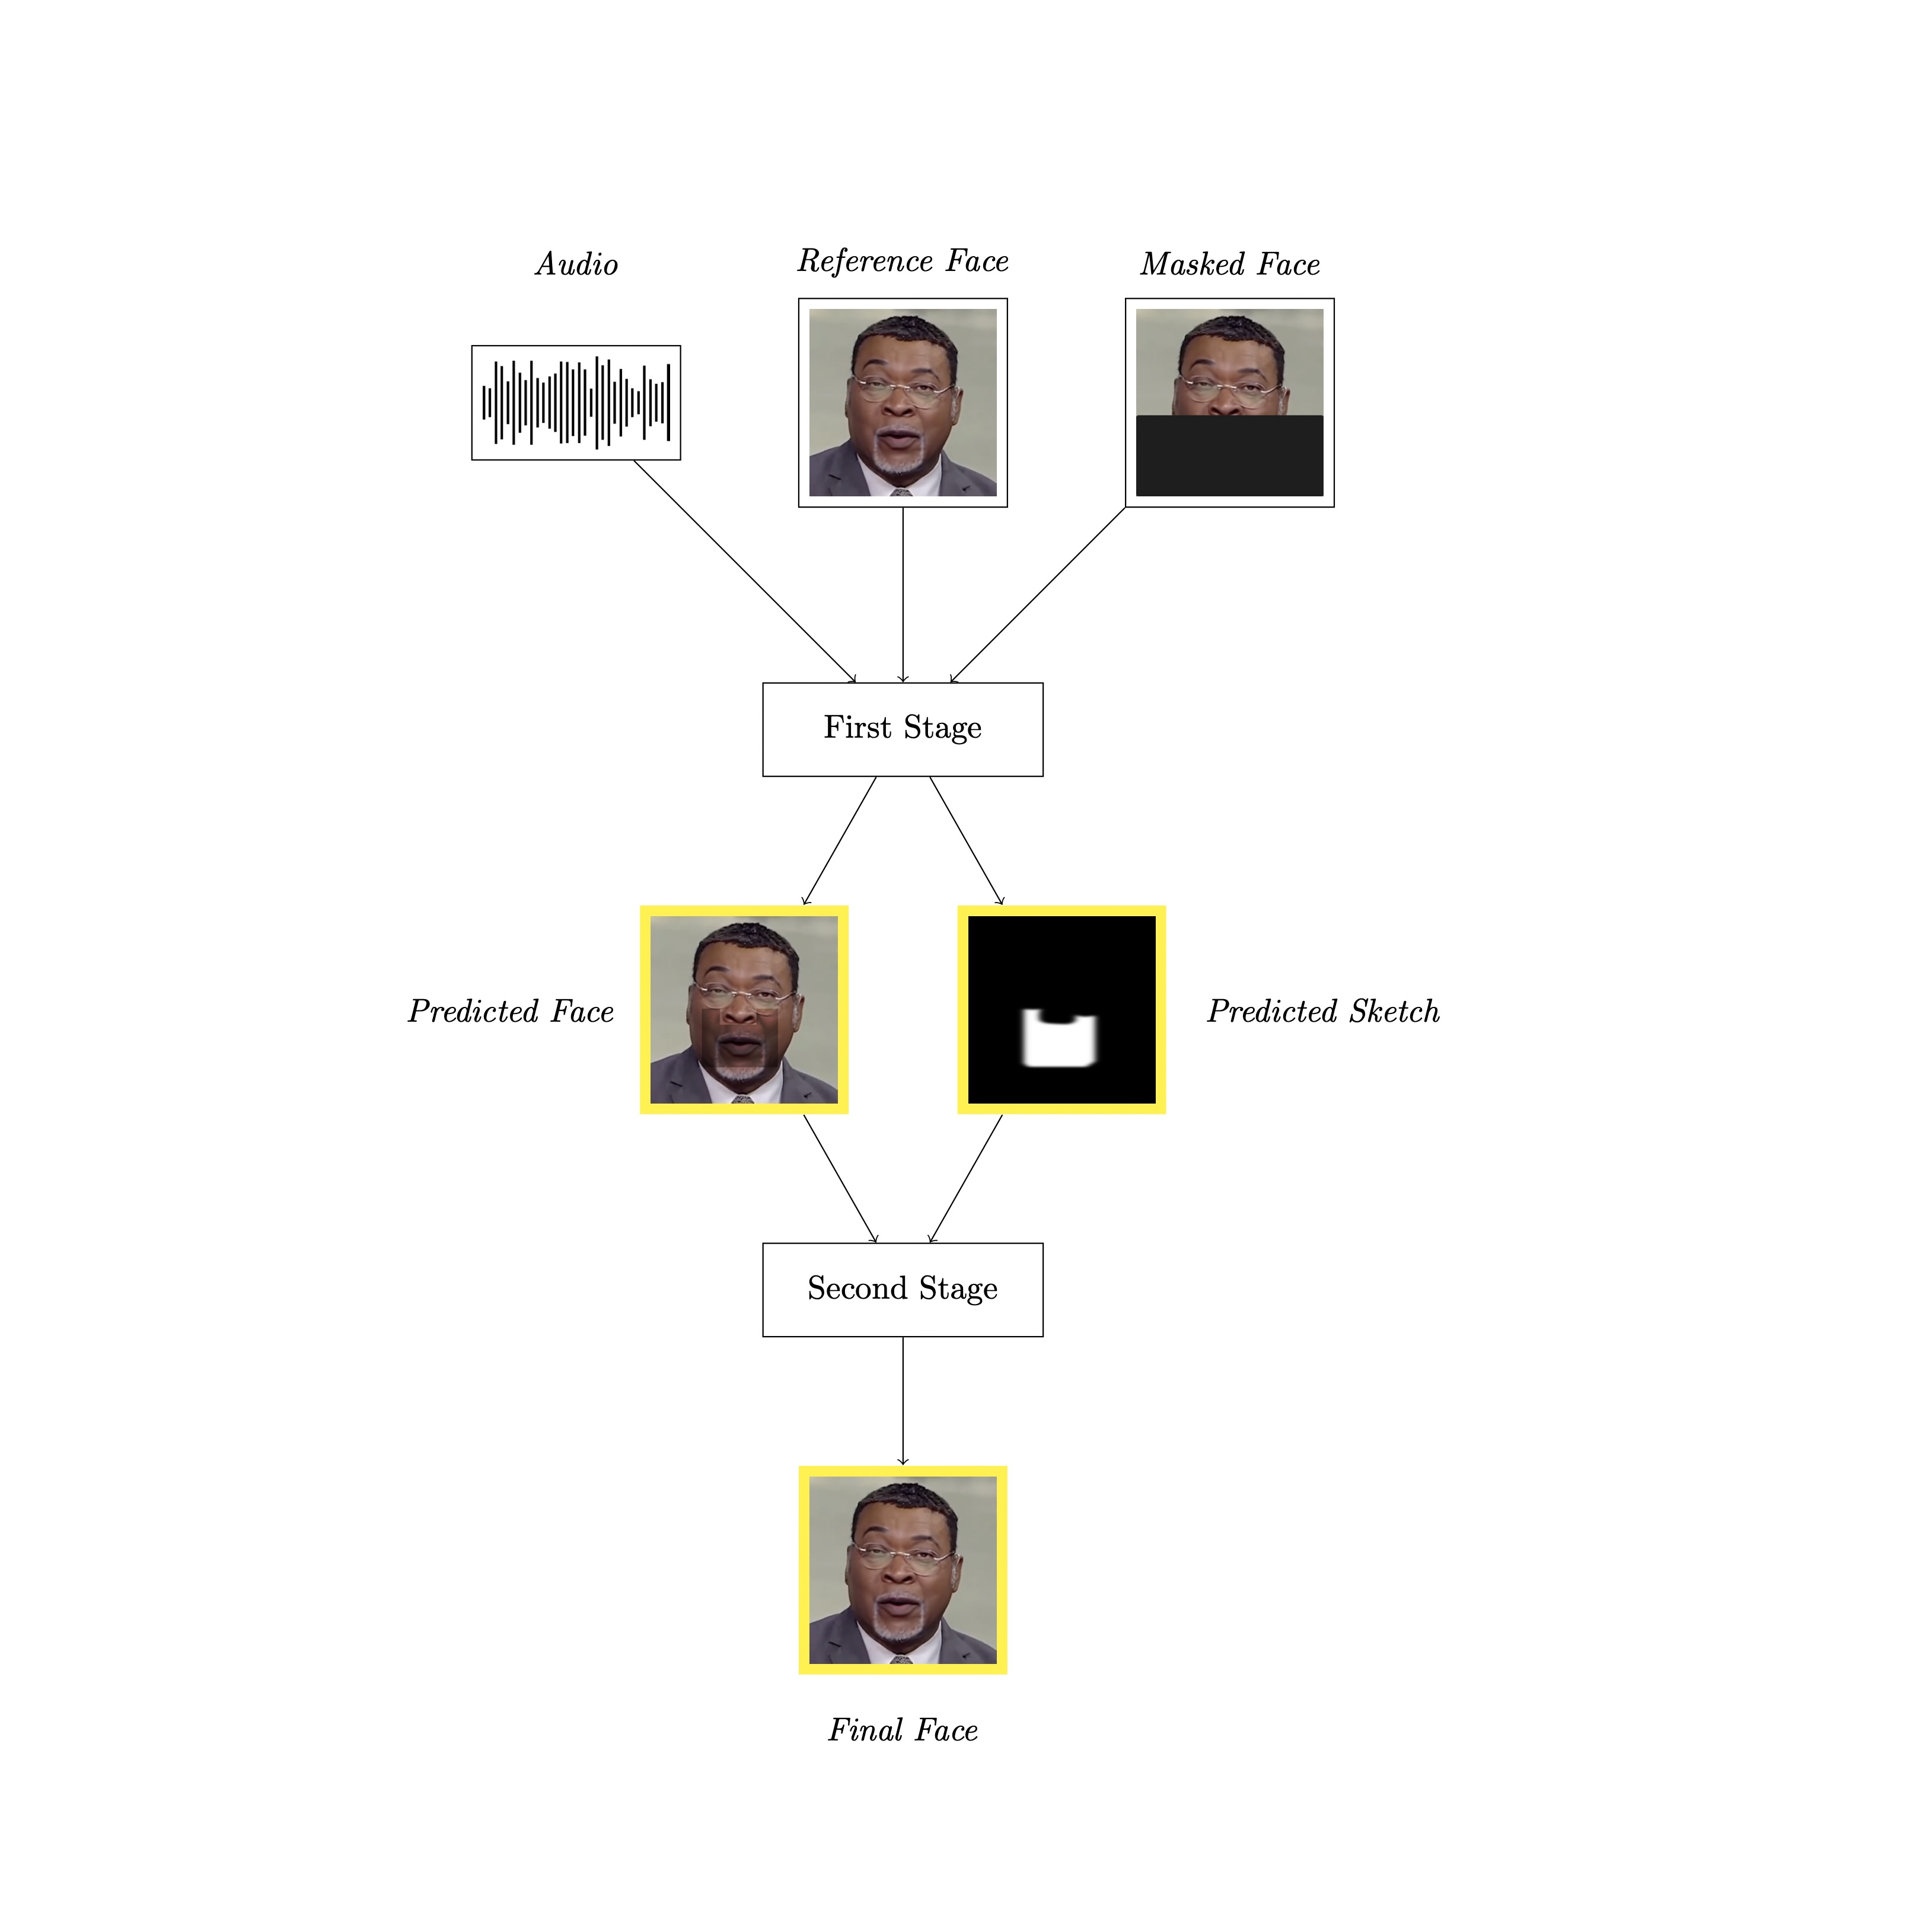 Audio
Reference Face
Masked Face
First Stage
Predicted Face
Predicted Sketch
Second Stage
Final Face